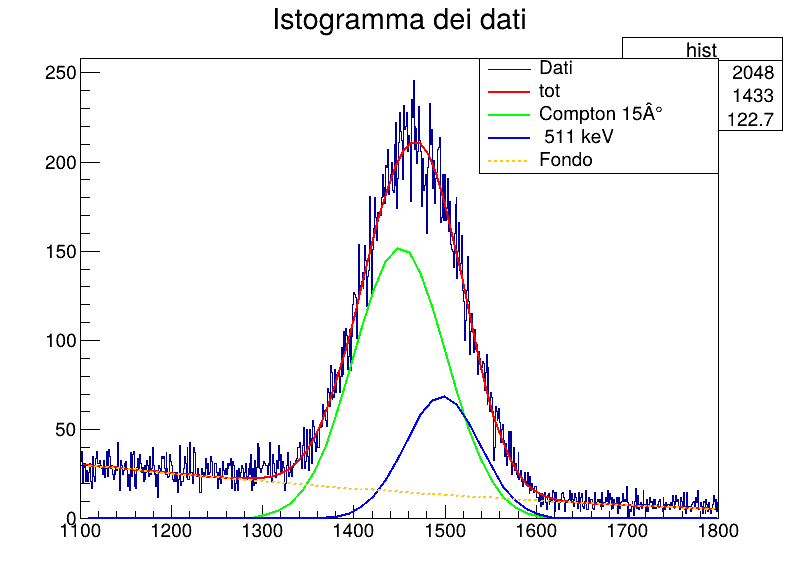 Istogramma dei dati
hist
2048
1433
122.7
Dati
tot
Compton 15Â°
511 keV
Fondo
250
200
150
100
50
0
1100 1200 1300 1400 1500 1600 1700 1800